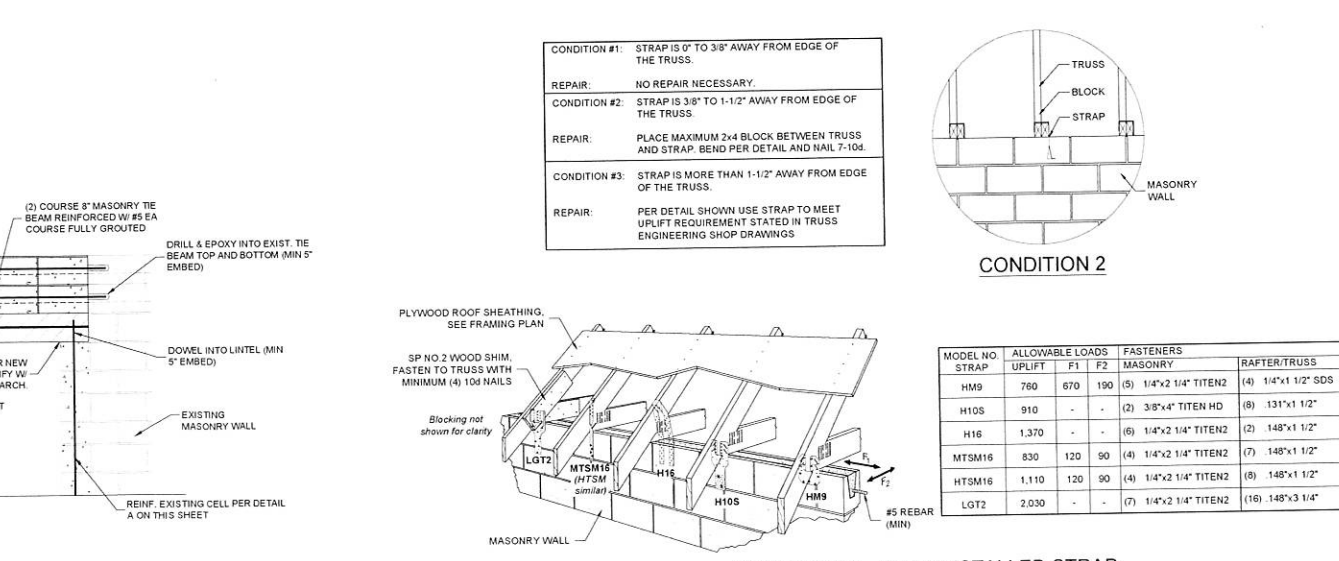 (2) COURSE 8" MASONRY TIE
BEAM REINFORCED W/ #5 EA
COURSE FULLY GROUTED
DRILL & EPOXY INTO EXIST. TIE
BEAM TOP AND BOTTOM (MIN 5"
EMBED)
DOWEL INTO LINTEL (MIN
5" EMBED)
NEW
W/
ARCH.
EXISTING
MASONRY WALL
REINF. EXISTING CELL PER DETAIL
A ON THIS SHEET
CONDITION #1: STRAP IS 0" TO 3/8" AWAY FROM EDGE OF
THE TRUSS.
REPAIR: NO REPAIR NECESSARY.
CONDITION #2: STRAP IS 3/8" TO 1-1/2" AWAY FROM EDGE OF
THE TRUSS.
REPAIR: PLACE MAXIMUM 2x4 BLOCK BETWEEN TRUSS
AND STRAP. BEND PER DETAIL AND NAIL 7-10d.
CONDITION #3: STRAP IS MORE THAN 1-1/2" AWAY FROM EDGE
OF THE TRUSS.
REPAIR: PER DETAIL SHOWN USE STRAP TO MEET
UPLIFT REQUIREMENT STATED IN TRUSS
ENGINEERING SHOP DRAWINGS
TRUSS
BLOCK
STRAP
MASONRY
WALL
CONDITION 2
PLYWOOD ROOF SHEATHING,
SEE FRAMING PLAN
SP NO.2 WOOD SHIM,
FASTEN TO TRUSS WITH
MINIMUM (4) 10d NAILS
Blocking not
shown for clarity
LGT2
MTSM16
(HTSM
similar)
H16
H10S
HM9
F1
F2
#5 REBAR
(MIN)
MASONRY WALL
MODEL NO. STRAP ALLOWABLE LOADS FASTENERS
UPLIFT F1 F2 MASONRY RAFTER/TRUSS
HM9 760 670 190 (5) 1/4"x2 1/4" TITEN2 (4) 1/4"x1 1/2" SDS
H10S 910 - - (2) 3/8"x4" TITEN HD (8) .131"x1 1/2"
H16 1,370 - - (6) 1/4"x2 1/4" TITEN2 (2) .148"x1 1/2"
MTSM16 830 120 90 (4) 1/4"x2 1/4" TITEN2 (7) .148"x1 1/2"
HTSM16 1,110 120 90 (4) 1/4"x2 1/4" TITEN2 (8) .148"x1 1/2"
LGT2 2,030 - - (7) 1/4"x2 1/4" TITEN2 (16) .148"x3 1/4"
STRAP